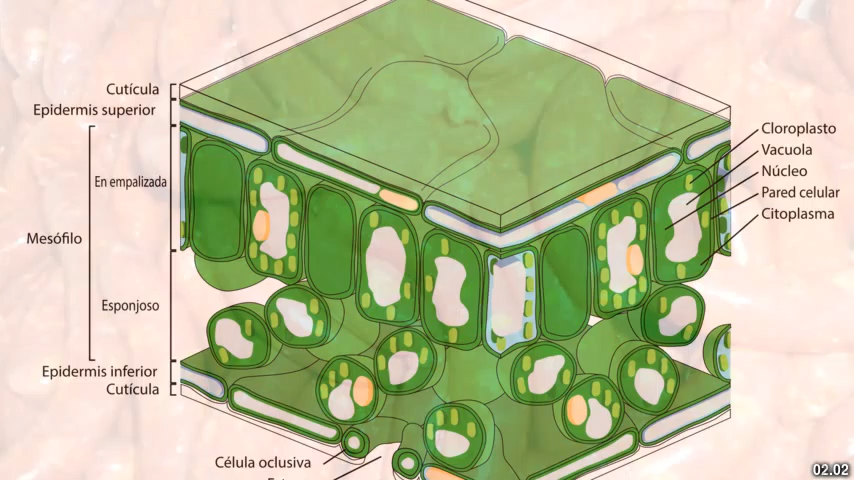 Cutícula
Epidermis superior
En empalizada
Mesófilo
Esponjoso
Epidermis inferior
Cutícula
Célula oclusiva
Cloroplasto
Vacuola
Núcleo
Pared celular
Citoplasma
02.02